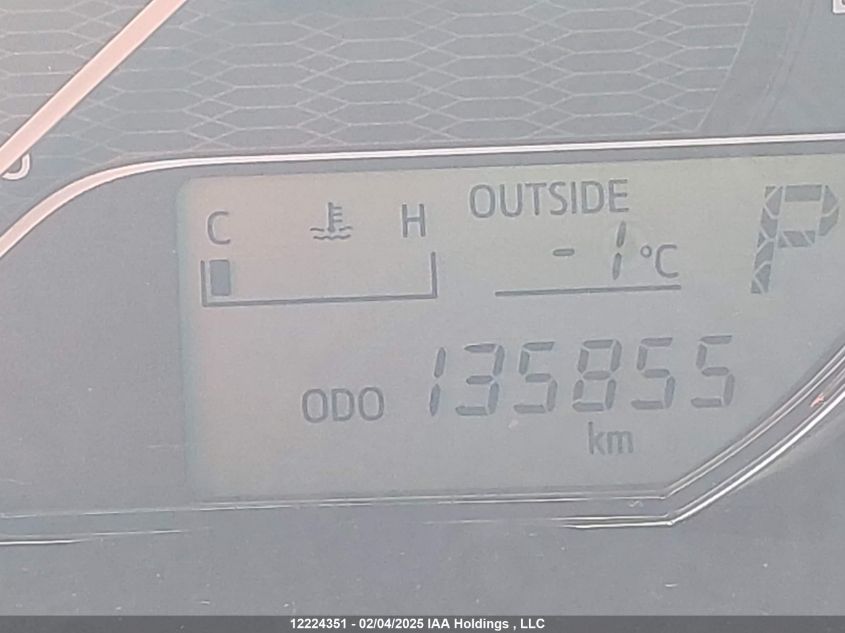 C H OUTSIDE P
-1°C
ODO 135855
km
12224351 - 02/04/2025 IAA Holdings , LLC